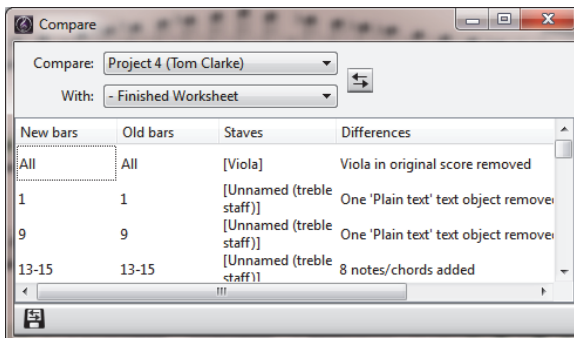 Compare
Compare: Project 4 (Tom Clarke)
With: - Finished Worksheet
New bars Old bars Staves Differences
All All [Viola] Viola in original score removed
1 1 [Unnamed (treble staff)] One 'Plain text' text object remove
9 9 [Unnamed (treble staff)] One 'Plain text' text object remove
13-15 13-15 [Unnamed (treble staff)] 8 notes/chords added